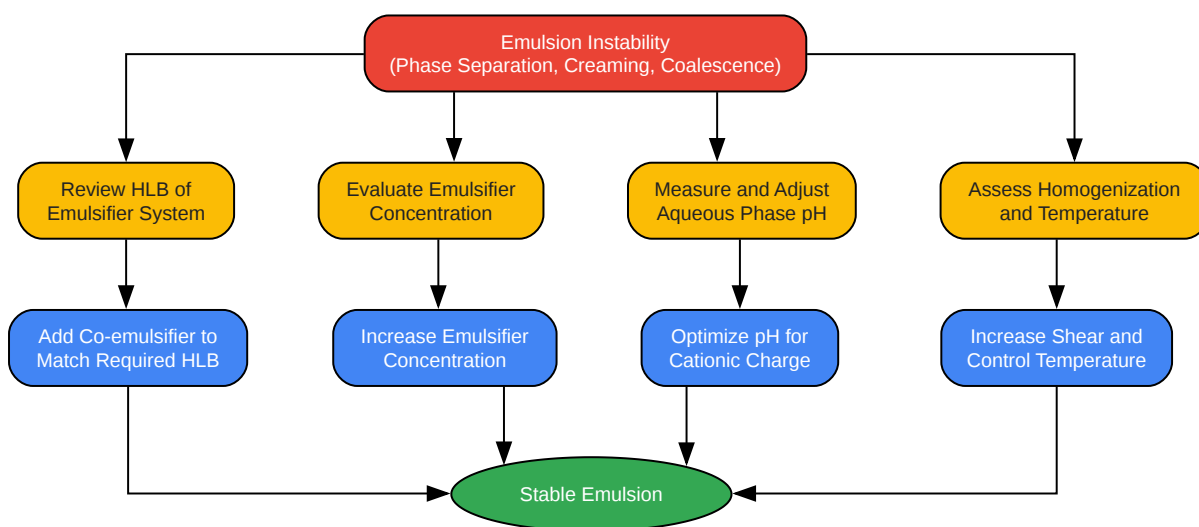 Emulsion Instability
(Phase Separation, Creaming, Coalescence)
Review HLB of
Emulsifier System
Evaluate Emulsifier
Concentration
Measure and Adjust
Aqueous Phase pH
Assess Homogenization
and Temperature
Add Co-emulsifier to
Match Required HLB
Increase Emulsifier
Concentration
Optimize pH for
Cationic Charge
Increase Shear and
Control Temperature
Stable Emulsion